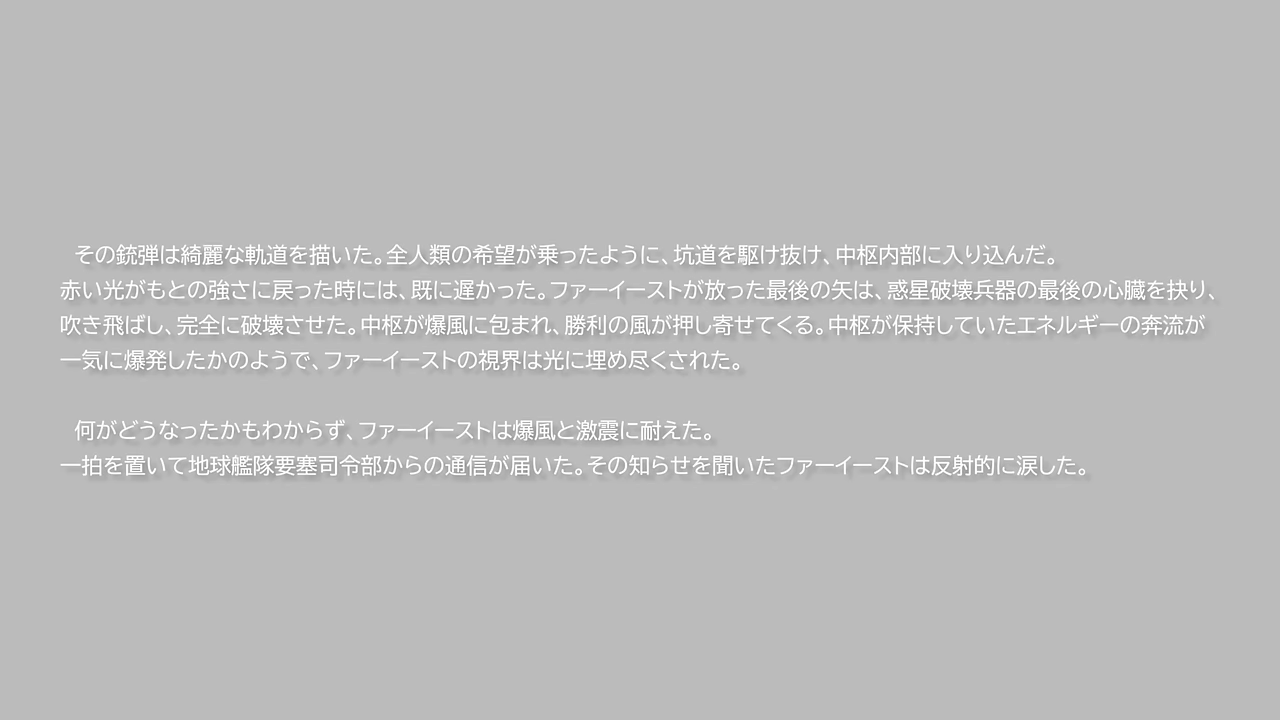 その銃弾は綺麗な軌道を描いた。全人類の希望が乗ったように、坑道を駆け抜け、中枢内部に入り込んだ。
赤い光がもとの強さに戻った時には、既に遅かった。ファーイーストが放った最後の矢は、惑星破壊兵器の最後の心臓を抉り、
吹き飛ばし、完全に破壊させた。中枢が爆風に包まれ、勝利の風が押し寄せてくる。中枢が保持していたエネルギーの奔流が
一気に爆発したかのようで、ファーイーストの視界は光に埋め尽くされた。
何がどうなったかもわからず、ファーイーストは爆風と激震に耐えた。
一拍を置いて地球艦隊要塞司令部からの通信が届いた。その知らせを聞いたファーイーストは反射的に涙した。